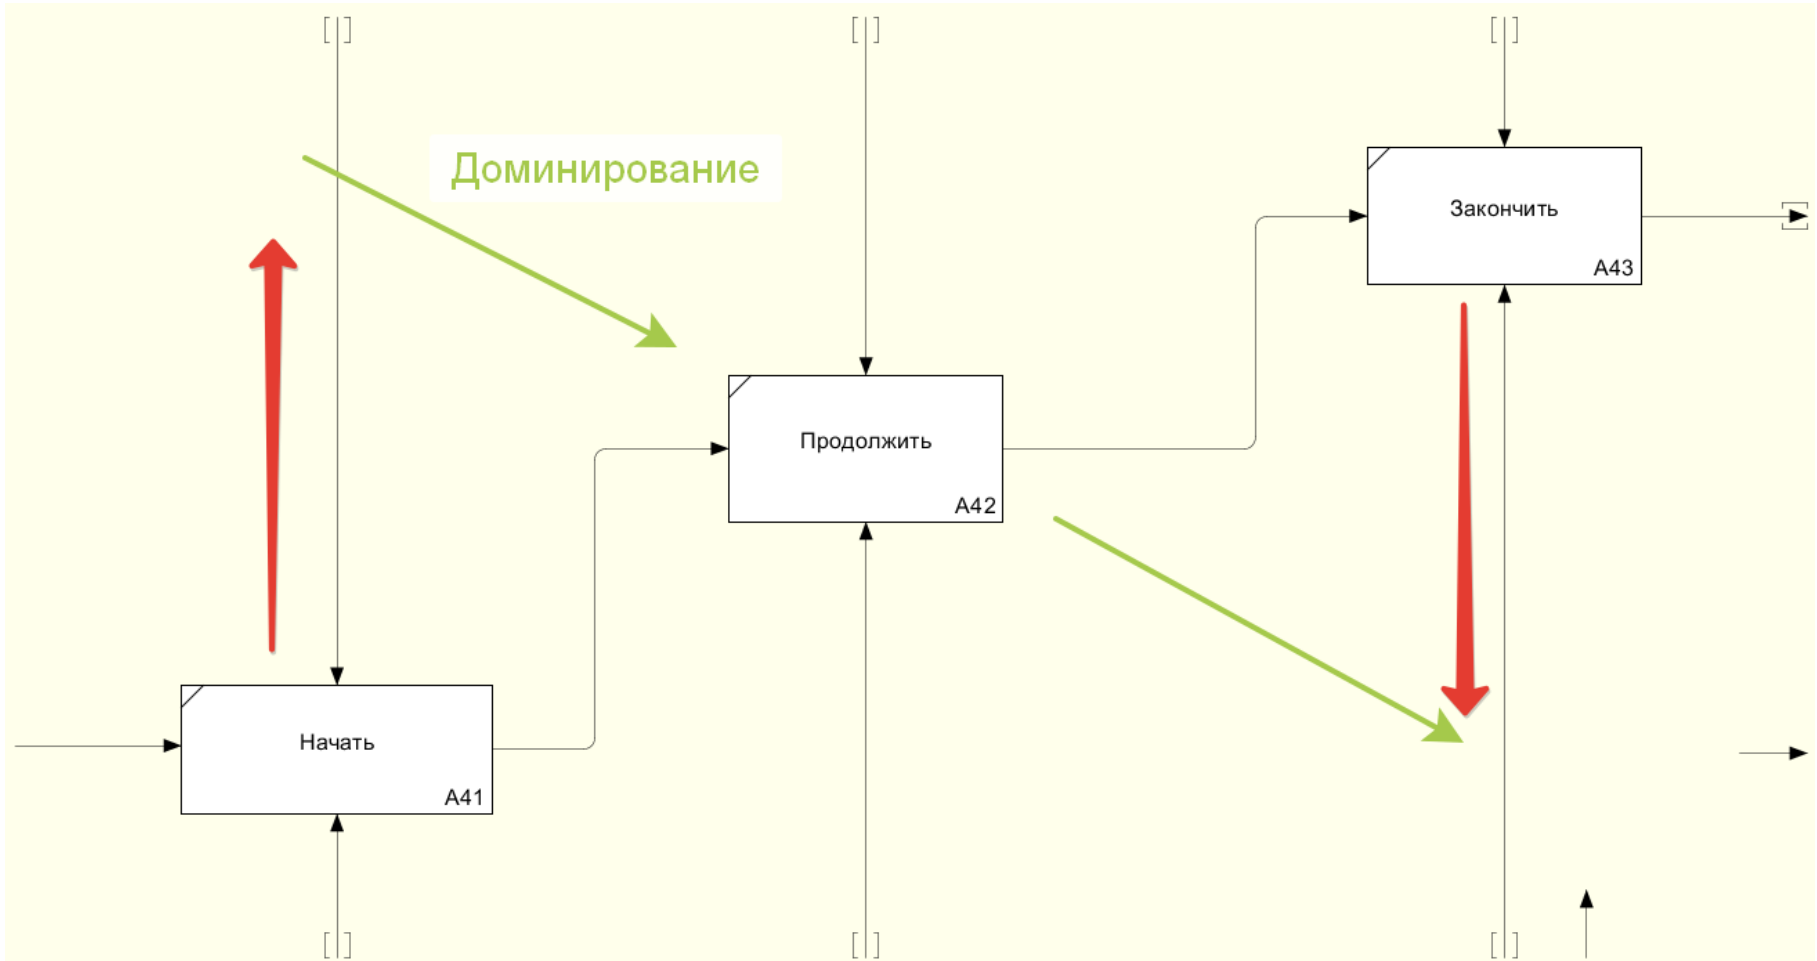 Доминирование
Закончить
A43
Продолжить
A42
Начать
A41